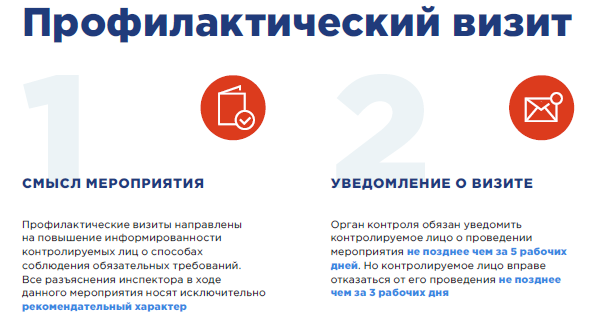 Профилактический визит
1
СМЫСЛ МЕРОПРИЯТИЯ
Профилактические визиты направлены
на повышение информированности
контролируемых лиц о способах
соблюдения обязательных требований.
Все разъяснения инспектора в ходе
данного мероприятия носят исключительно
рекомендательный характер
2
УВЕДОМЛЕНИЕ О ВИЗИТЕ
Орган контроля обязан уведомить
контролируемое лицо о проведении
мероприятия не позднее чем за 5 рабочих
дней. Но контролируемое лицо вправе
отказаться от его проведения не позднее
чем за 3 рабочих дня